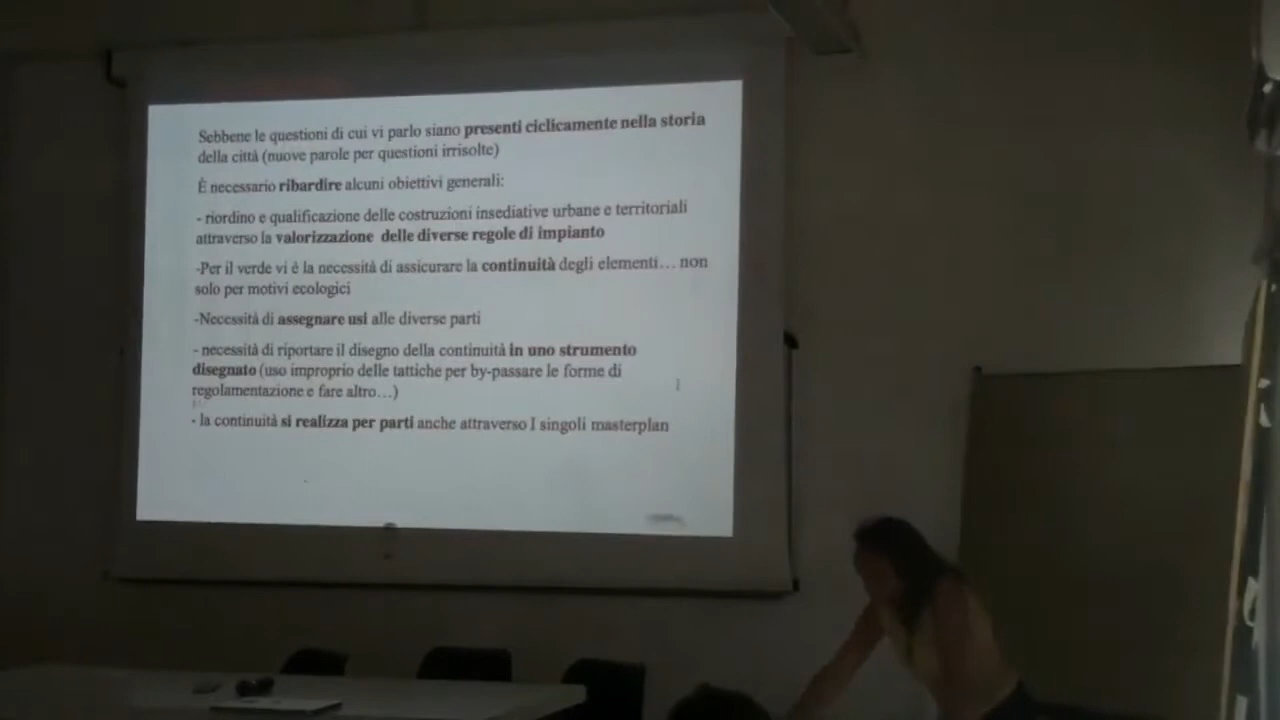 Sebbene le questioni di cui vi parlo siano presenti ciclicamente nella storia
della città (nuove parole per questioni irrisolte)
È necessario ribardire alcuni obiettivi generali:
- riordino e qualificazione delle costruzioni insediative urbane e territoriali
attraverso la valorizzazione delle diverse regole di impianto
-Per il verde vi è la necessità di assicurare la continuità degli elementi… non
solo per motivi ecologici
-Necessità di assegnare usi alle diverse parti
- necessità di riportare il disegno della continuità in uno strumento
disegnato (uso improprio delle tattiche per by-passare le forme di
regolamentazione e fare altro…)
- la continuità si realizza per parti anche attraverso I singoli masterplan